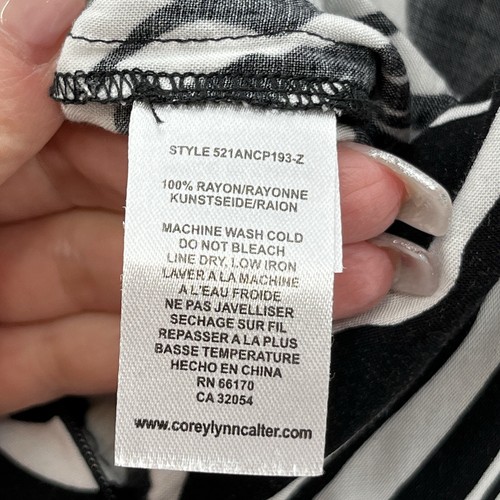 STYLE 521ANCP193-Z
100% RAYON/RAYONNE
KUNSTSEIDE/RAION
MACHINE WASH COLD
DO NOT BLEACH
LINE DRY, LOW IRON
LAVER A LA MACHINE
A L'EAU FROIDE
NE PAS JAVELLISER
SECHAGE SUR FIL
REPASSER A LA PLUS
BASSE TEMPERATURE
HECHO EN CHINA
RN 66170
CA 32054
www.coreylynncalter.com